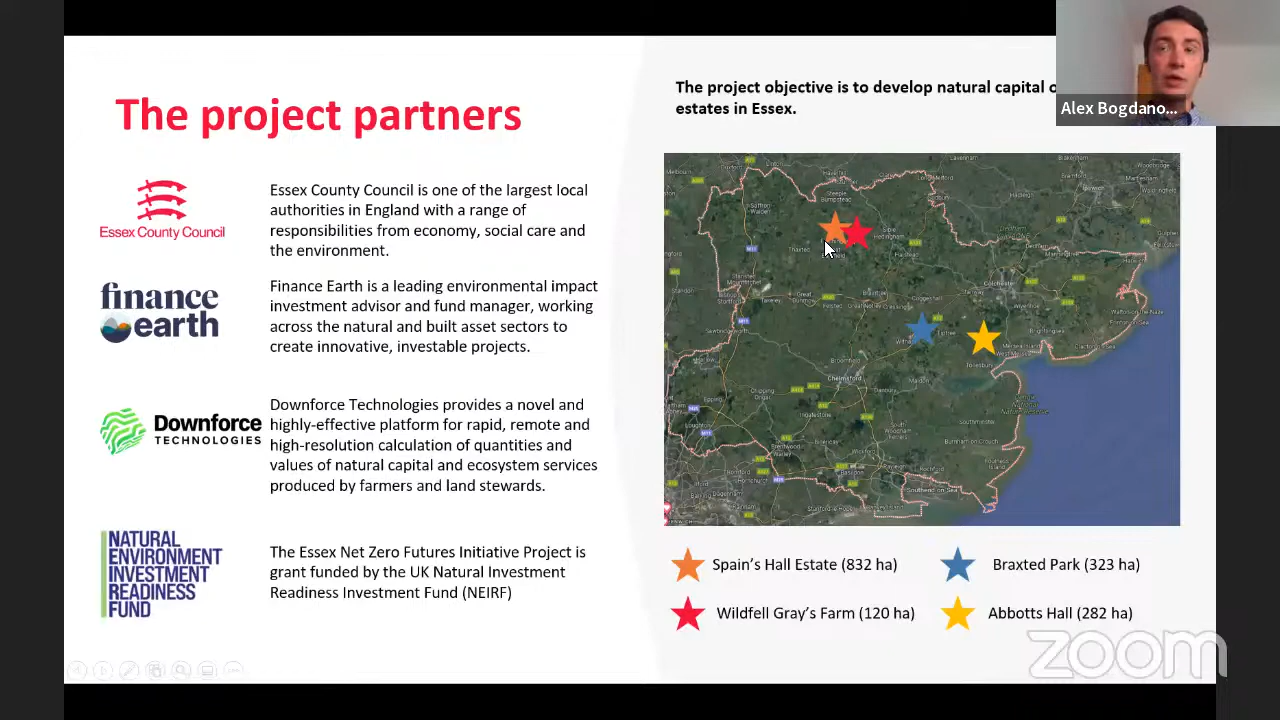 The project partners
Essex County Council
Essex County Council is one of the largest local
authorities in England with a range of
responsibilities from economy, social care and
the environment.
finance
earth
Finance Earth is a leading environmental impact
investment advisor and fund manager, working
across the natural and built asset sectors to
create innovative, investable projects.
Downforce
TECHNOLOGIES
Downforce Technologies provides a novel and
highly-effective platform for rapid, remote and
high-resolution calculation of quantities and
values of natural capital and ecosystem services
produced by farmers and land stewards.
NATURAL
ENVIRONMENT
INVESTMENT
READINESS
FUND
The Essex Net Zero Futures Initiative Project is
grant funded by the UK Natural Investment
Readiness Investment Fund (NEIRF)
The project objective is to develop natural capital
estates in Essex.
Alex Bogdano...
Colchester
Chelmsford
Maldon
Southend-on-Sea
Spain's Hall Estate (832 ha)
Braxted Park (323 ha)
Wildfell Gray's Farm (120 ha)
Abbotts Hall (282 ha)
zoom